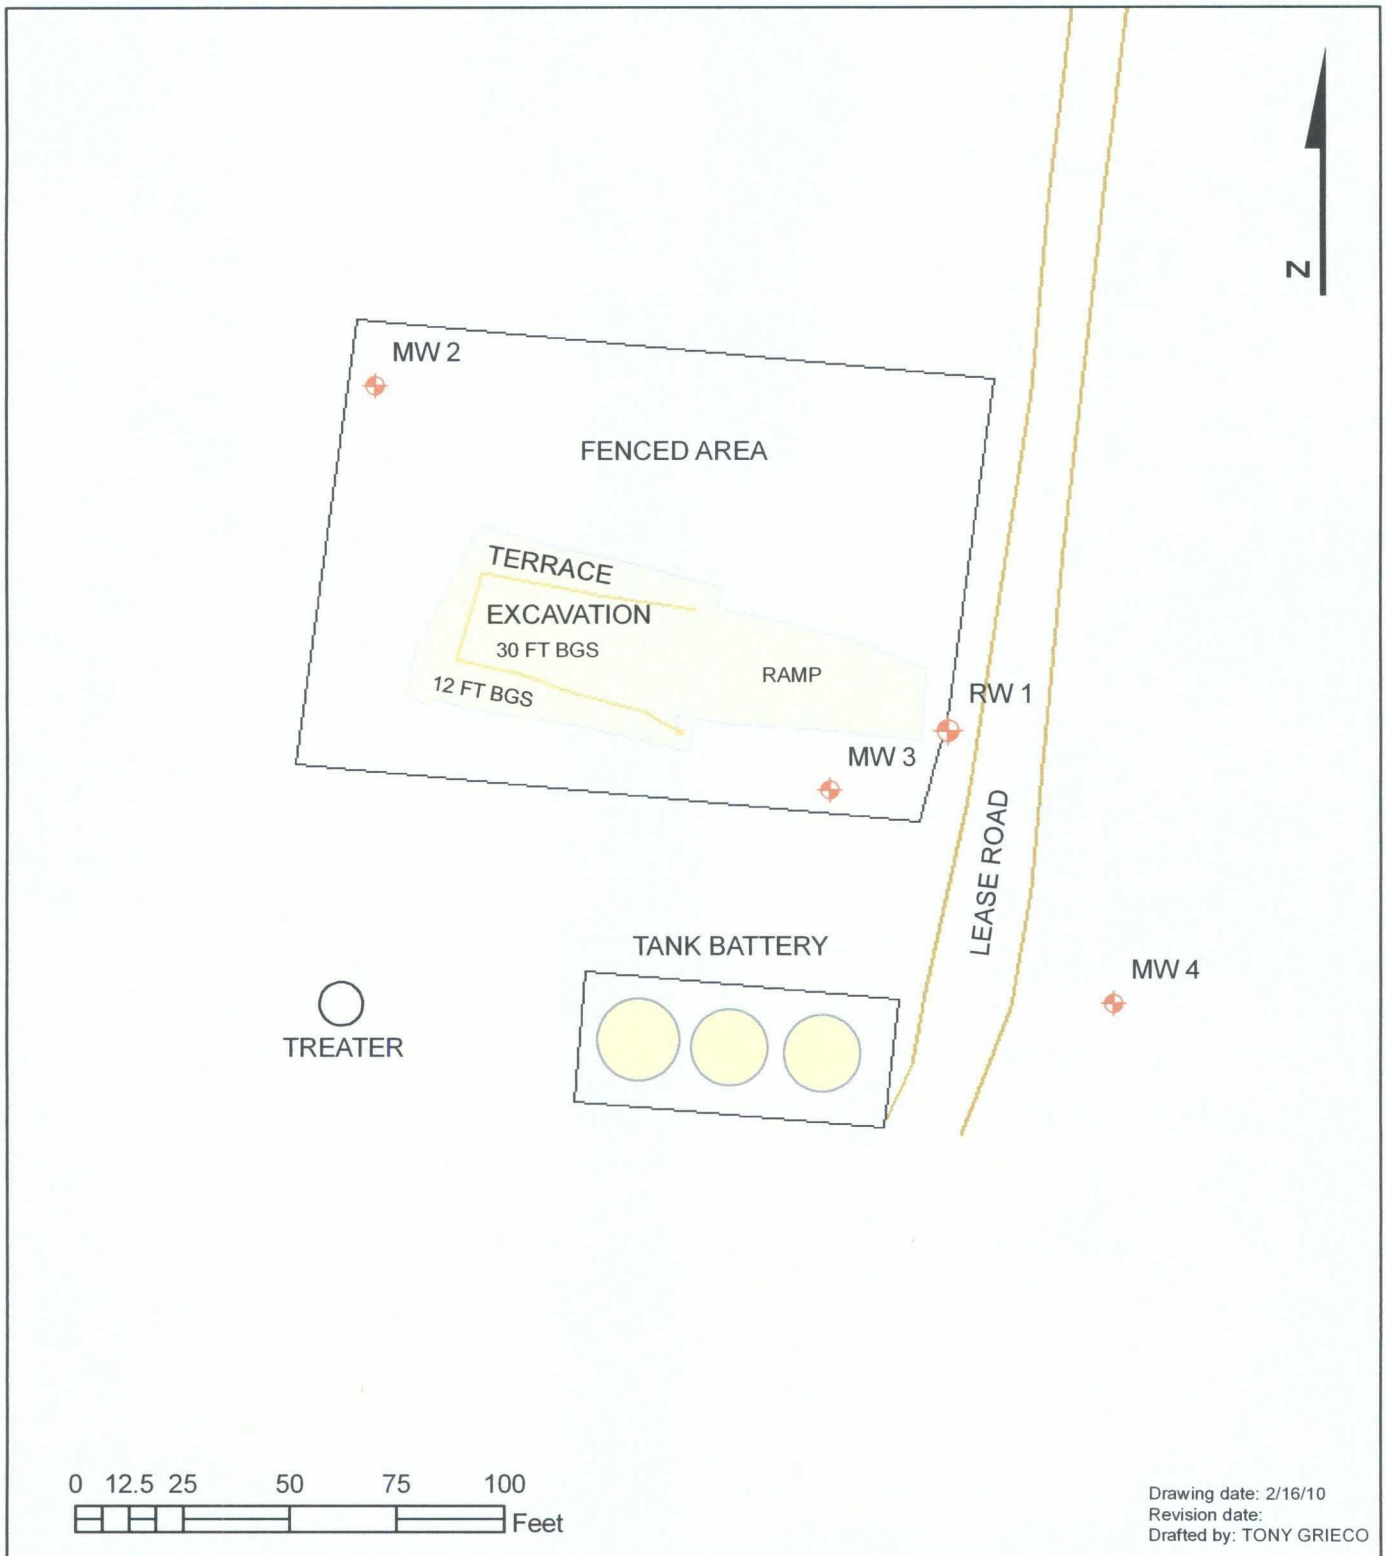 N
MW 2
FENCED AREA
TERRACE
EXCAVATION
30 FT BGS
12 FT BGS
RAMP
RW 1
MW 3
LEASE ROAD
TANK BATTERY
MW 4
TREATER
0 12.5 25 50 75 100
Feet
Drawing date: 2/16/10
Revision date:
Drafted by: TONY GRIECO